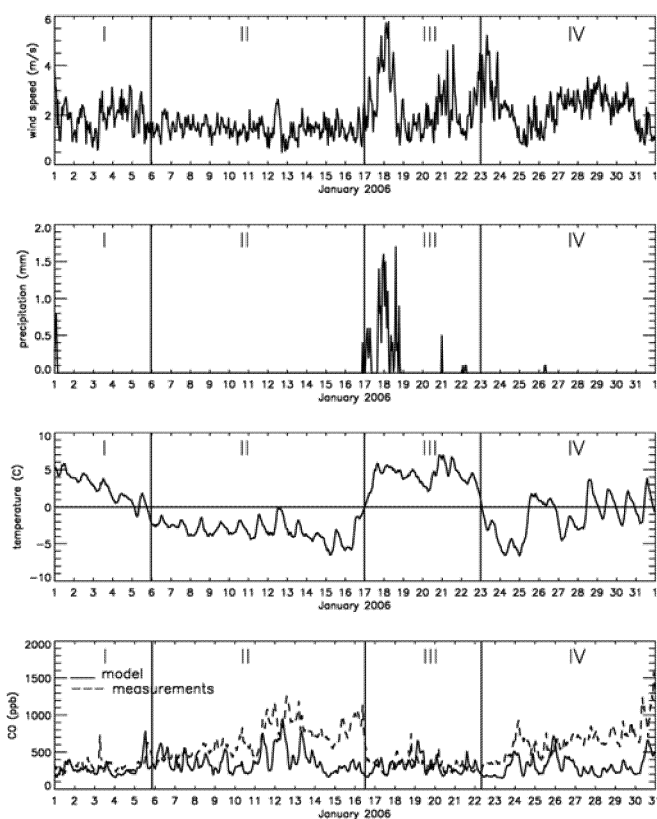 I II III IV
wind speed (m/s)
6
4
2
0
1 2 3 4 5 6 7 8 9 10 11 12 13 14 15 16 17 18 19 20 21 22 23 24 25 26 27 28 29 30 31 1
January 2006
I II III IV
precipitation (mm)
2.0
1.5
1.0
0.5
0.0
1 2 3 4 5 6 7 8 9 10 11 12 13 14 15 16 17 18 19 20 21 22 23 24 25 26 27 28 29 30 31 1
January 2006
I II III IV
temperature (C)
10
5
0
−5
−10
1 2 3 4 5 6 7 8 9 10 11 12 13 14 15 16 17 18 19 20 21 22 23 24 25 26 27 28 29 30 31 1
January 2006
I II III IV
model
measurements
CO (ppb)
2000
1500
1000
500
0
1 2 3 4 5 6 7 8 9 10 11 12 13 14 15 16 17 18 19 20 21 22 23 24 25 26 27 28 29 30 31 1
January 2006